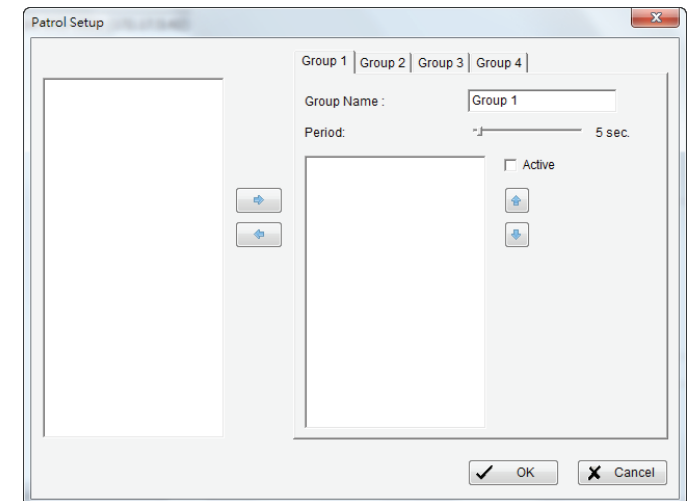 Patrol Setup
Group 1 Group 2 Group 3 Group 4
Group Name : Group 1
Period: 5 sec.
Active
OK Cancel